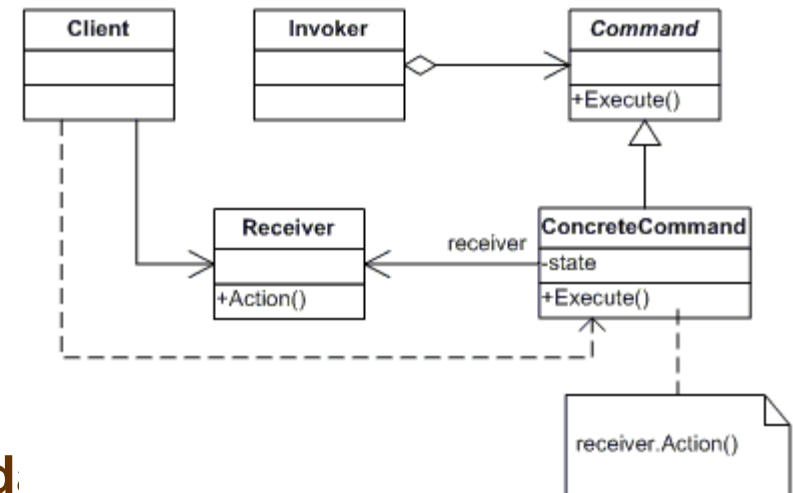 Client
Invoker
Command
+Execute()
Receiver
+Action()
receiver
ConcreteCommand
-state
+Execute()
receiver.Action()